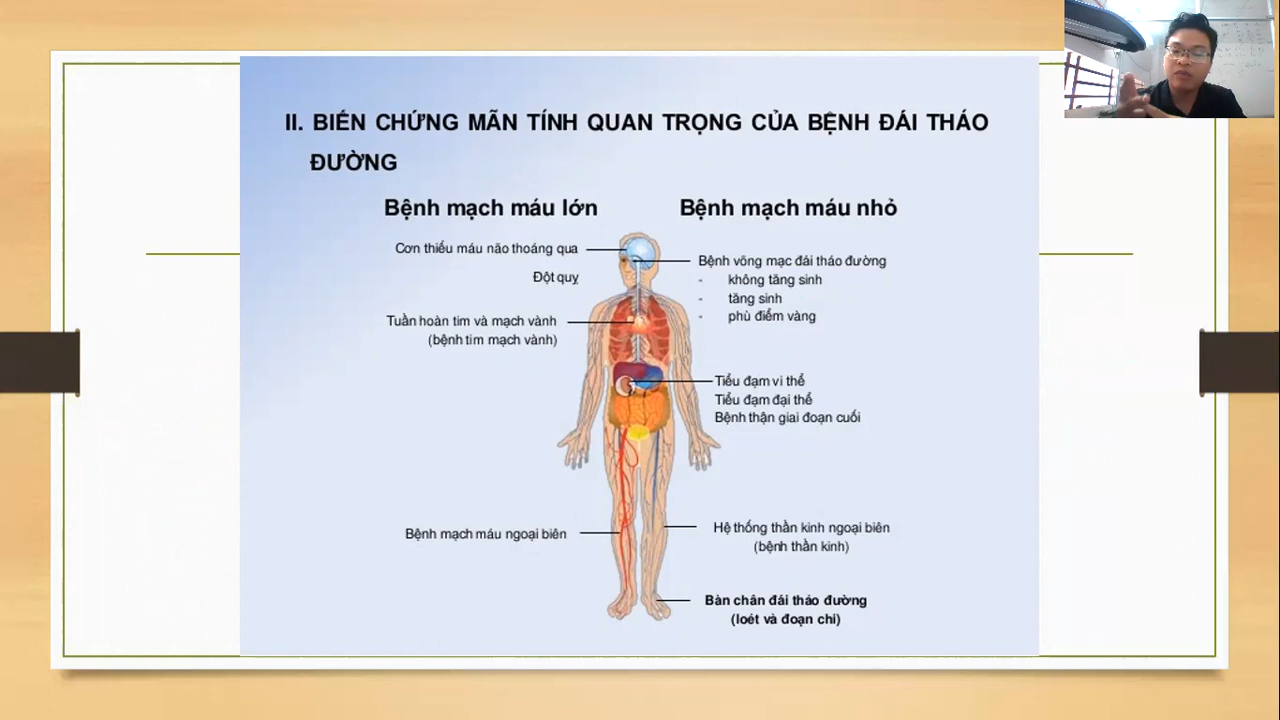 II. BIẾN CHỨNG MÃN TÍNH QUAN TRỌNG CỦA BỆNH ĐÁI THÁO
ĐƯỜNG
Bệnh mạch máu lớn
Bệnh mạch máu nhỏ
Cơn thiếu máu não thoáng qua
Đột quỵ
Tuần hoàn tim và mạch vành
(bệnh tim mạch vành)
Bệnh mạch máu ngoại biên
Bệnh võng mạc đái tháo đường
- không tăng sinh
- tăng sinh
- phù điểm vàng
Tiểu đạm vi thể
Tiểu đạm đại thể
Bệnh thận giai đoạn cuối
Hệ thống thần kinh ngoại biên
(bệnh thần kinh)
Bàn chân đái tháo đường
(loét và đoạn chi)